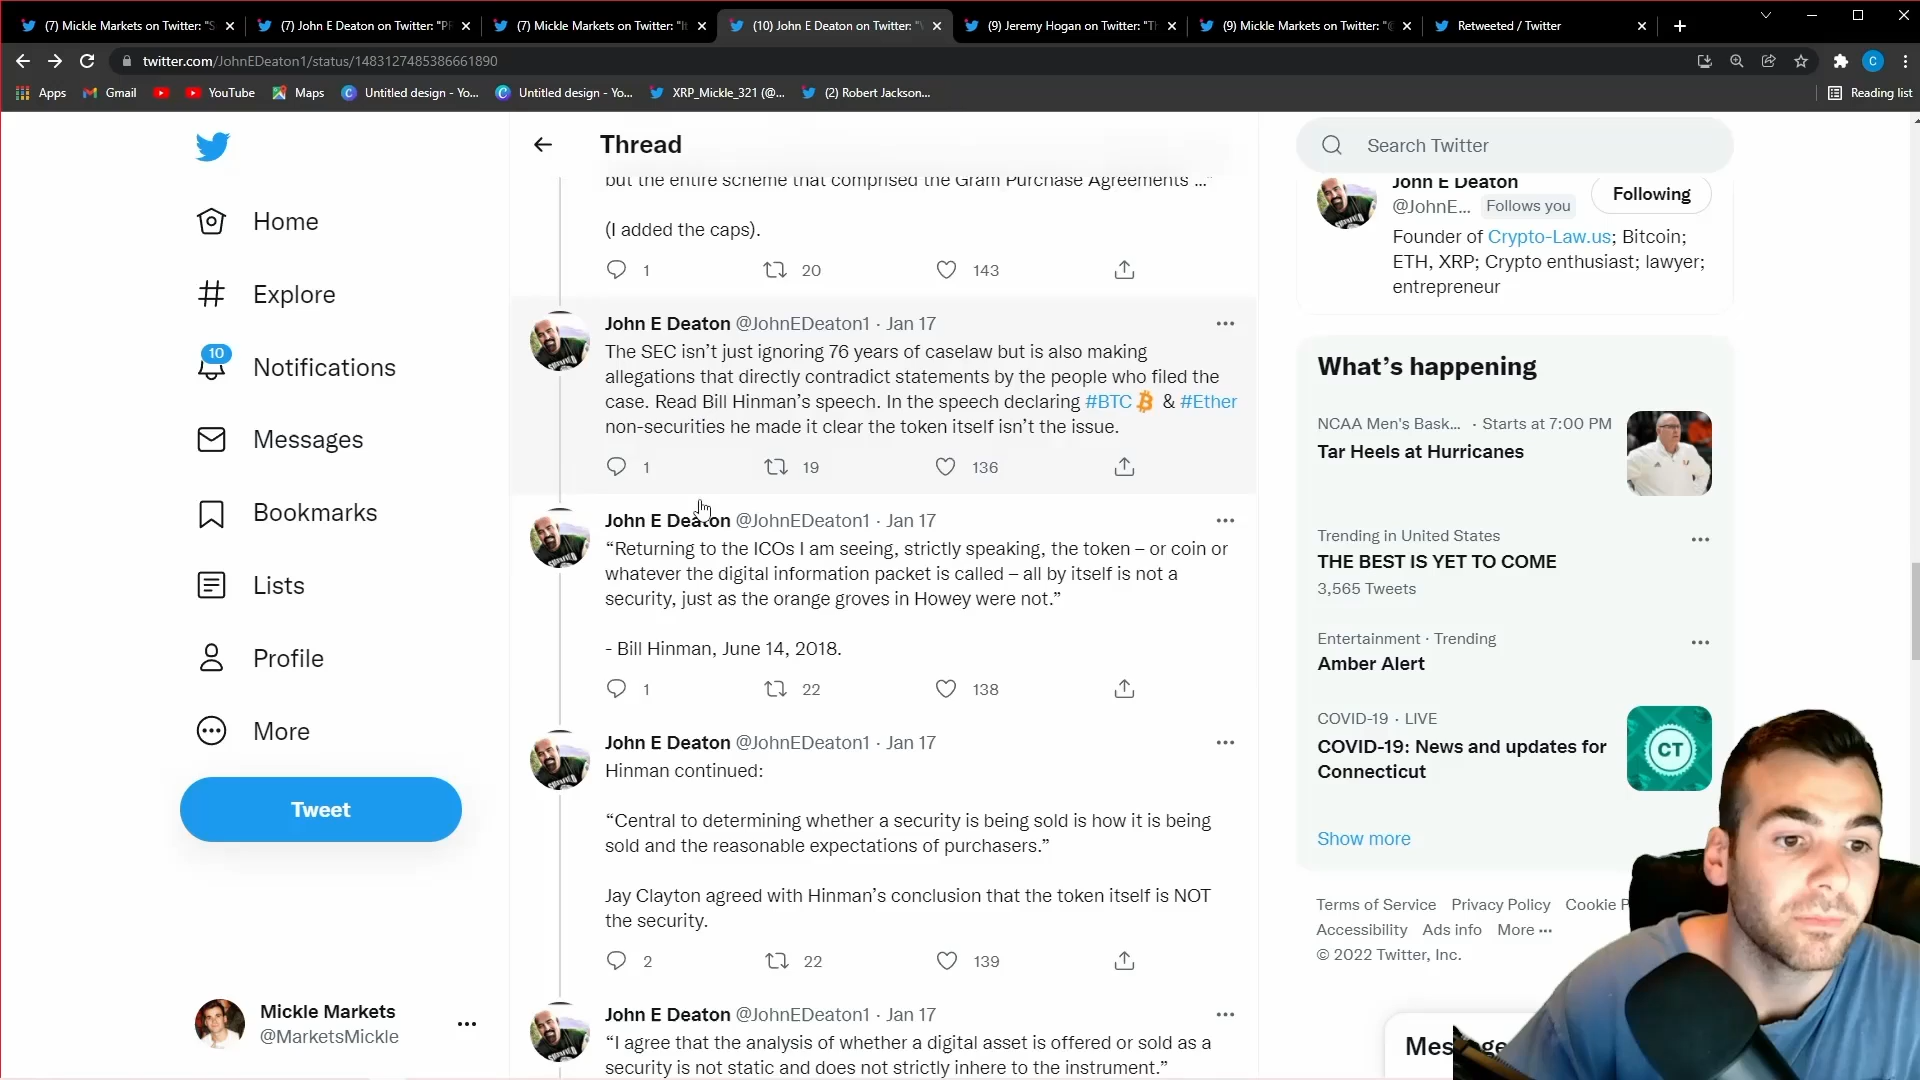 (7) Mickle Markets on Twitter: "S
(7) John E Deaton on Twitter: "PR
(7) Mickle Markets on Twitter: "It
(10) John E Deaton on Twitter: "
(9) Jeremy Hogan on Twitter: "Th
(9) Mickle Markets on Twitter: "@
Retweeted / Twitter
twitter.com/JohnEDeaton1/status/1483127485386661890
C
Apps
Gmail
YouTube
Maps
Untitled design - Yo...
Untitled design - Yo...
XRP_Mickle_321 (@...
(2) Robert Jackson...
Reading list
Home
Explore
10
Notifications
Messages
Bookmarks
Lists
Profile
More
Tweet
Mickle Markets
@MarketsMickle
Thread
but the entire scheme that comprised the Gram Purchase Agreements ..."
(I added the caps).
1 20 143
John E Deaton @JohnEDeaton1 · Jan 17
The SEC isn’t just ignoring 76 years of caselaw but is also making
allegations that directly contradict statements by the people who filed the
case. Read Bill Hinman’s speech. In the speech declaring #BTC & #Ether
non-securities he made it clear the token itself isn’t the issue.
1 19 136
John E Deaton @JohnEDeaton1 · Jan 17
“Returning to the ICOs I am seeing, strictly speaking, the token – or coin or
whatever the digital information packet is called – all by itself is not a
security, just as the orange groves in Howey were not.”
- Bill Hinman, June 14, 2018.
1 22 138
John E Deaton @JohnEDeaton1 · Jan 17
Hinman continued:
“Central to determining whether a security is being sold is how it is being
sold and the reasonable expectations of purchasers.”
Jay Clayton agreed with Hinman’s conclusion that the token itself is NOT
the security.
2 22 139
John E Deaton @JohnEDeaton1 · Jan 17
“I agree that the analysis of whether a digital asset is offered or sold as a
security is not static and does not strictly inhere to the instrument.”
Search Twitter
John E Deaton
@JohnE... Follows you
Following
Founder of Crypto-Law.us; Bitcoin;
ETH, XRP; Crypto enthusiast; lawyer;
entrepreneur
What’s happening
NCAA Men's Bask... · Starts at 7:00 PM
Tar Heels at Hurricanes
Trending in United States
THE BEST IS YET TO COME
3,565 Tweets
Entertainment · Trending
Amber Alert
COVID-19 · LIVE
COVID-19: News and updates for
Connecticut
CT
Show more
Terms of Service Privacy Policy Cookie P
Accessibility Ads info More ···
© 2022 Twitter, Inc.